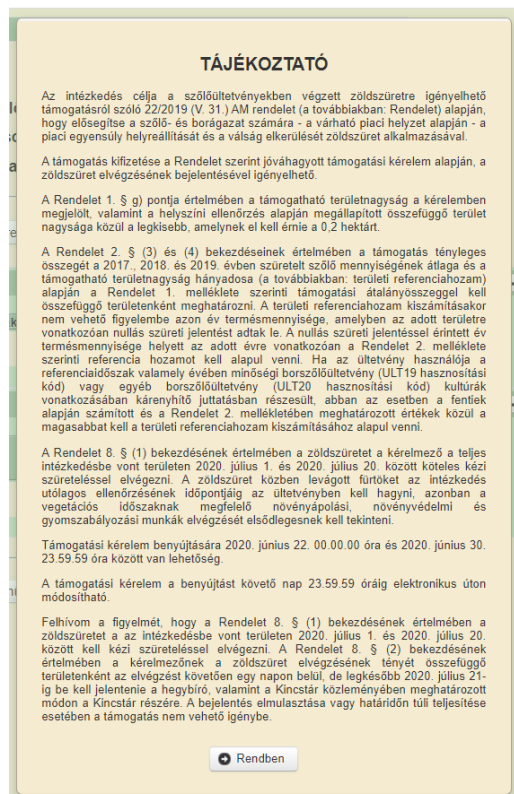 TÁJÉKOZTATÓ
Az intézkedés célja a szőlőültetvényekben végzett zöldszüretre igényelhető
támogatásról szóló 22/2019 (V. 31.) AM rendelet (a továbbiakban: Rendelet) alapján,
hogy elősegítse a szőlő- és borágazat számára - a várható piaci helyzet alapján - a
piaci egyensúly helyreállítását és a válság elkerülését zöldszüret alkalmazásával.
A támogatás kifizetése a Rendelet szerint jóváhagyott támogatási kérelem alapján, a
zöldszüret elvégzésének bejelentésével igényelhető.
A Rendelet 1. § g) pontja értelmében a támogatható területnagyság a kérelemben
megjelölt, valamint a helyszíni ellenőrzés alapján megállapított összefüggő terület
nagysága közül a legkisebb, amelynek el kell érnie a 0,2 hektárt.
A Rendelet 2. § (3) és (4) bekezdéseinek értelmében a támogatás tényleges
összegét a 2017., 2018. és 2019. évben szüretelt szőlő mennyiségének átlaga és a
támogatható területnagyság hányadosa (a továbbiakban: területi referenciahozam)
alapján a Rendelet 1. melléklete szerinti támogatási átalányösszeggel kell
összefüggő területenként meghatározni. A területi referenciahozam kiszámításakor
nem vehető figyelembe azon év termésmennyisége, amelyben az adott területre
vonatkozóan nullás szüreti jelentést adtak le. A nullás szüreti jelentéssel érintett év
termésmennyisége helyett az adott évre vonatkozóan a Rendelet 2. melléklete
szerinti referencia hozamot kell alapul venni. Ha az ültetvény használója a
referenciaidőszak valamely évében minőségi borszőlőültetvény (ULT19 hasznosítási
kód) vagy egyéb borszőlőültetvény (ULT20 hasznosítási kód) kultúrák
vonatkozásában kárenyhítő juttatásban részesült, abban az esetben a fentiek
alapján számított és a Rendelet 2. mellékletében meghatározott értékek közül a
magasabbat kell a területi referenciahozam kiszámításához alapul venni.
A Rendelet 8. § (1) bekezdésének értelmében a zöldszüretet a kérelmező a teljes
intézkedésbe vont területen 2020. július 1. és 2020. július 20. között köteles kézi
szüreteléssel elvégezni. A zöldszüret közben levágott fürtöket az intézkedés
utólagos ellenőrzésének időpontjáig az ültetvényben kell hagyni, azonban a
vegetációs időszaknak megfelelő növényápolási, növényvédelmi és
gyomszabályozási munkák elvégzését elsődlegesnek kell tekinteni.
Támogatási kérelem benyújtására 2020. június 22. 00.00.00 óra és 2020. június 30.
23.59.59 óra között van lehetőség.
A támogatási kérelem a benyújtást követő nap 23.59.59 óráig elektronikus úton
módosítható.
Felhívom a figyelmét, hogy a Rendelet 8. § (1) bekezdésének értelmében a
zöldszüretet a az intézkedésbe vont területen 2020. július 1. és 2020. július 20.
között kell kézi szüreteléssel elvégezni. A Rendelet 8. § (2) bekezdésének
értelmében a kérelmezőnek a zöldszüret elvégzésének tényét összefüggő
területenként az elvégzést követően egy napon belül, de legkésőbb 2020. július 21-
ig be kell jelentenie a hegybíró, valamint a Kincstár közleményében meghatározott
módon a Kincstár részére. A bejelentés elmulasztása vagy határidőn túli teljesítése
esetében a támogatás nem vehető igénybe.
Rendben